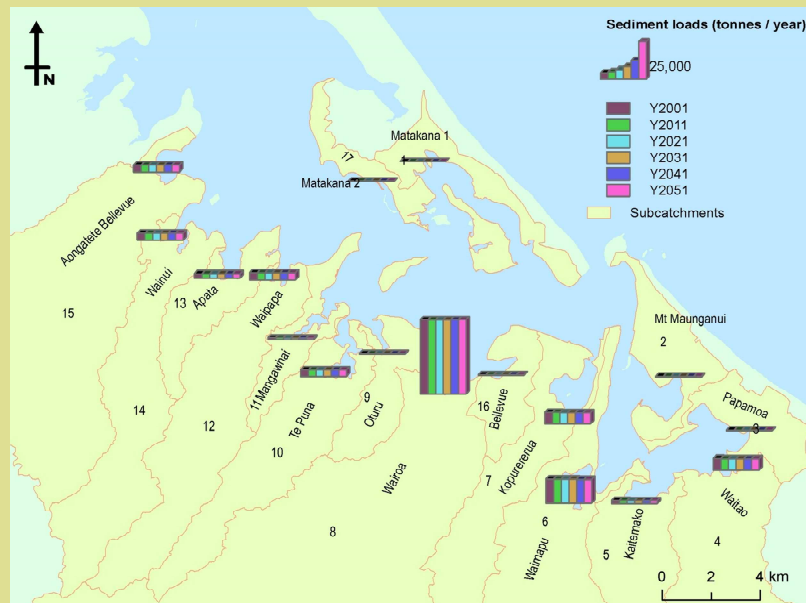 Sediment loads (tonnes / year)
25,000
Y2001
Y2011
Y2021
Y2031
Y2041
Y2051
Subcatchments
N
Matakana 1
1
17
Matakana 2
Aongatete Bellevue
15
Wainui
14
13
Apata
12
Waipapa
11 Mangawhai
10
Te Puna
9
Oturu
8
Wairoa
16
Bellevue
7
Kopurererua
6
Waimapu
5
Kaitemako
4
Waitao
Papamoa
3
Mt Maunganui
2
0 2 4 km